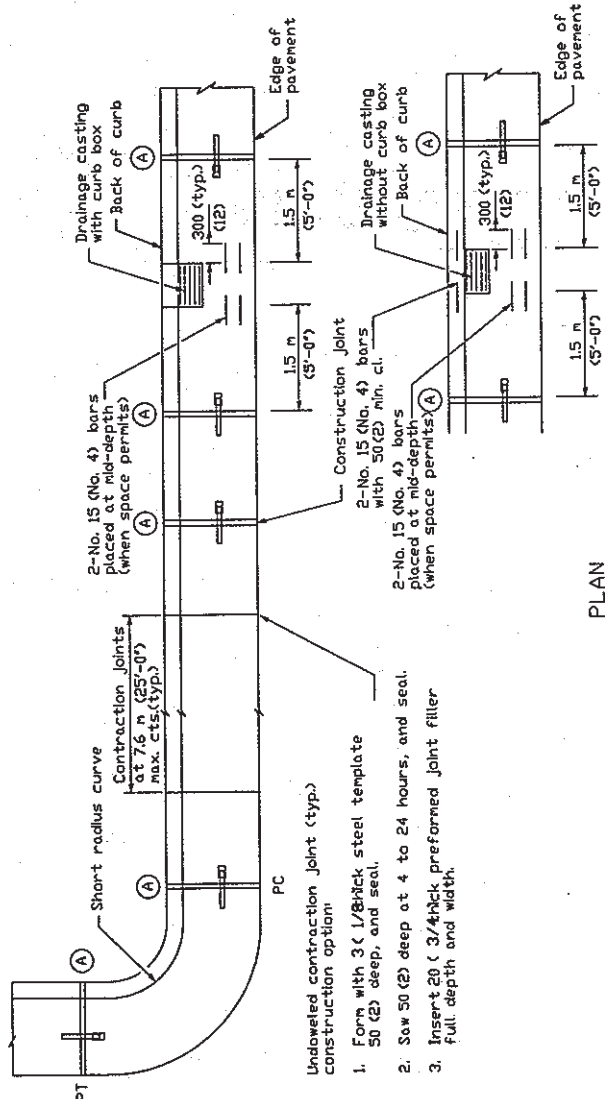 Drainage casting
with curb box
Back of curb
2-No. 15 (No. 4) bars
placed at mid-depth
(when space permits)
300 (typ.)
(12)
Edge of
pavement
A
A
A
A
A
1.5 m
(5'-0")
1.5 m
(5'-0")
Contraction joints
at 7.6 m (25'-0")
max. cts.(typ.)
Short radius curve
PT
PC
Construction joint
Undoweled contraction joint (typ.)
construction option:
1. Form with 3 ( 1/8thick steel template
50 (2) deep, and seal.
2. Saw 50 (2) deep at 4 to 24 hours, and seal.
3. Insert 20 ( 3/4thick preformed joint filler
full depth and width.
Drainage casting
without curb box
Back of curb
2-No. 15 (No. 4) bars
with 50 (2) min. cl.
2-No. 15 (No. 4) bars
placed at mid-depth
(when space permits)
300 (typ.)
(12)
Edge of
pavement
A
A
1.5 m
(5'-0")
1.5 m
(5'-0")
PLAN